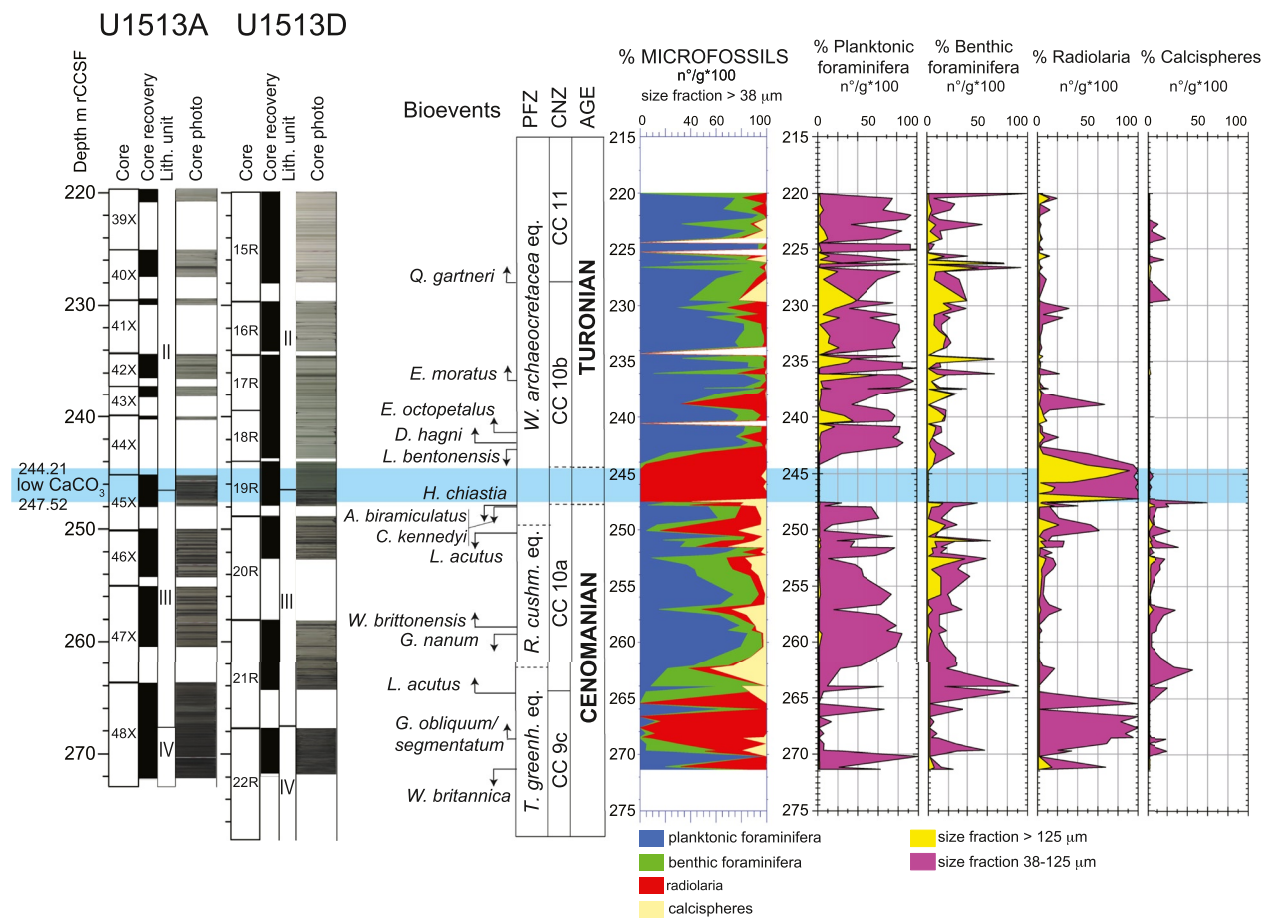 U1513A
U1513D
Depth m rCCSF
Core
Core recovery
Lith. unit
Core photo
Core
Core recovery
Lith. unit
Core photo
Bioevents
PFZ
CNZ
AGE
% MICROFOSSILS
n°/g*100
size fraction > 38 µm
% Planktonic
foraminifera
n°/g*100
% Benthic
foraminifera
n°/g*100
% Radiolaria
n°/g*100
% Calcispheres
n°/g*100
0 40 60 80 100
0 50 100
0 50 100
0 50 100
0 50 100
220
230
240
244.21
low CaCO3
247.52
250
260
270
39X
40X
41X
42X
43X
44X
45X
46X
47X
48X
II
III
IV
15R
16R
17R
18R
19R
20R
21R
22R
II
III
IV
Q. gartneri
E. moratus
E. octopetalus
D. hagni
L. bentonensis
H. chiastia
A. biramiculatus
C. kennedyi
L. acutus
W. brittonensis
G. nanum
L. acutus
G. obliquum/
segmentatum
W. britannica
W. archaeocretacea eq.
R. cushm. eq.
T. greenh. eq.
CC 11
CC 10b
CC 10a
CC 9c
TURONIAN
CENOMANIAN
215
220
225
230
235
240
245
250
255
260
265
270
275
215
220
225
230
235
240
245
250
255
260
265
270
275
planktonic foraminifera
benthic foraminifera
radiolaria
calcispheres
size fraction > 125 µm
size fraction 38-125 µm